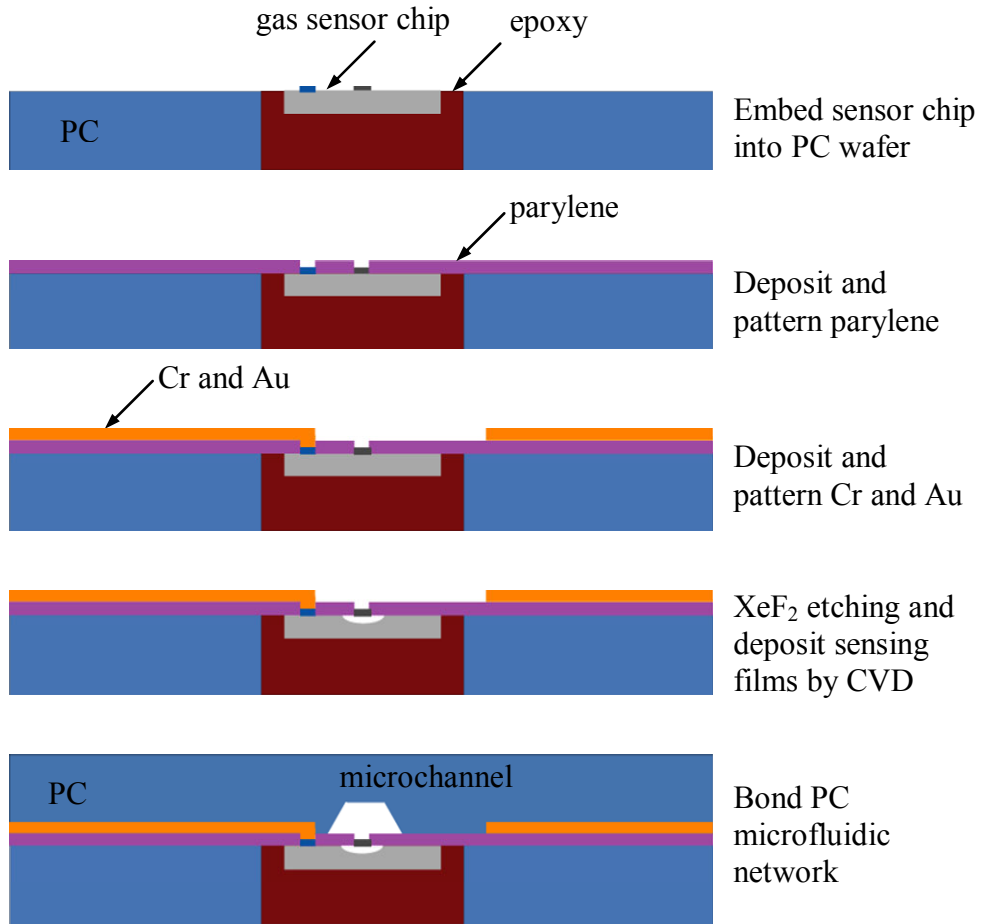 gas sensor chip
epoxy
PC
Embed sensor chip
into PC wafer
parylene
Deposit and
pattern parylene
Cr and Au
Deposit and
pattern Cr and Au
XeF₂ etching and
deposit sensing
films by CVD
PC
microchannel
Bond PC
microfluidic
network